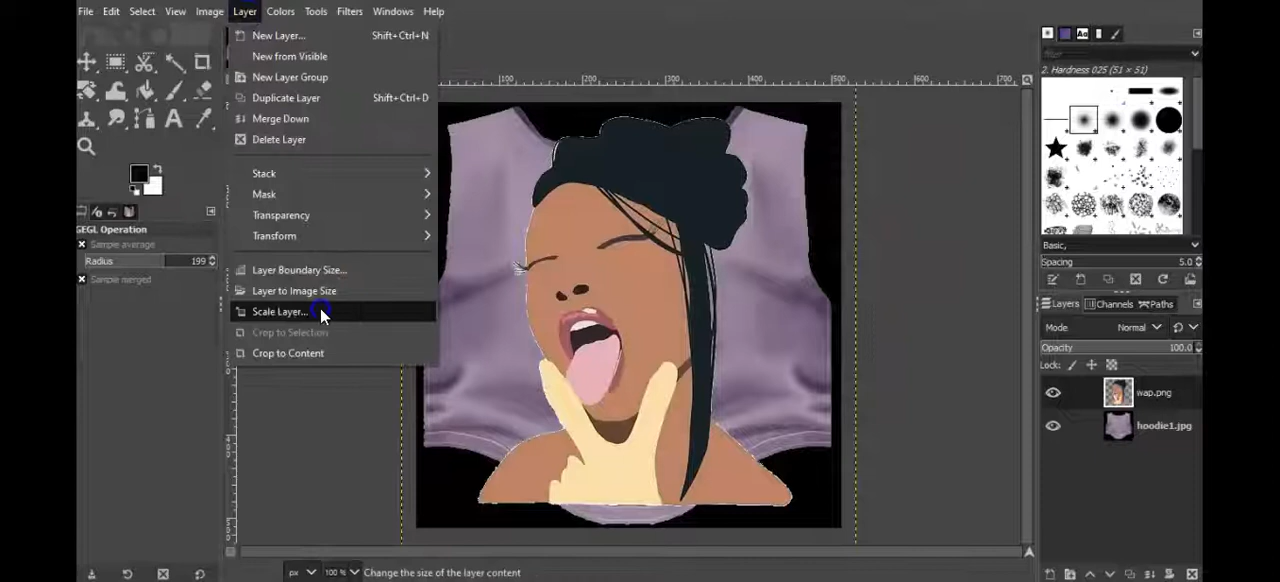 File Edit Select View Image Layer Colors Tools Filters Windows Help
New Layer... Shift+Ctrl+N
New from Visible
New Layer Group
Duplicate Layer Shift+Ctrl+D
Merge Down
Delete Layer
Stack
Mask
Transparency
Transform
Layer Boundary Size...
Layer to Image Size
Scale Layer...
Crop to Selection
Crop to Content
GEGL Operation
Sample average
Radius 199
Sample merged
100 200 300 400 500 600 700
px 100 % Change the size of the layer content
2. Hardness 025 (51 × 51)
Basic,
Spacing 5.0
Layers Channels Paths
Mode Normal
Opacity 100.0
Lock:
wap.png
hoodie1.jpg